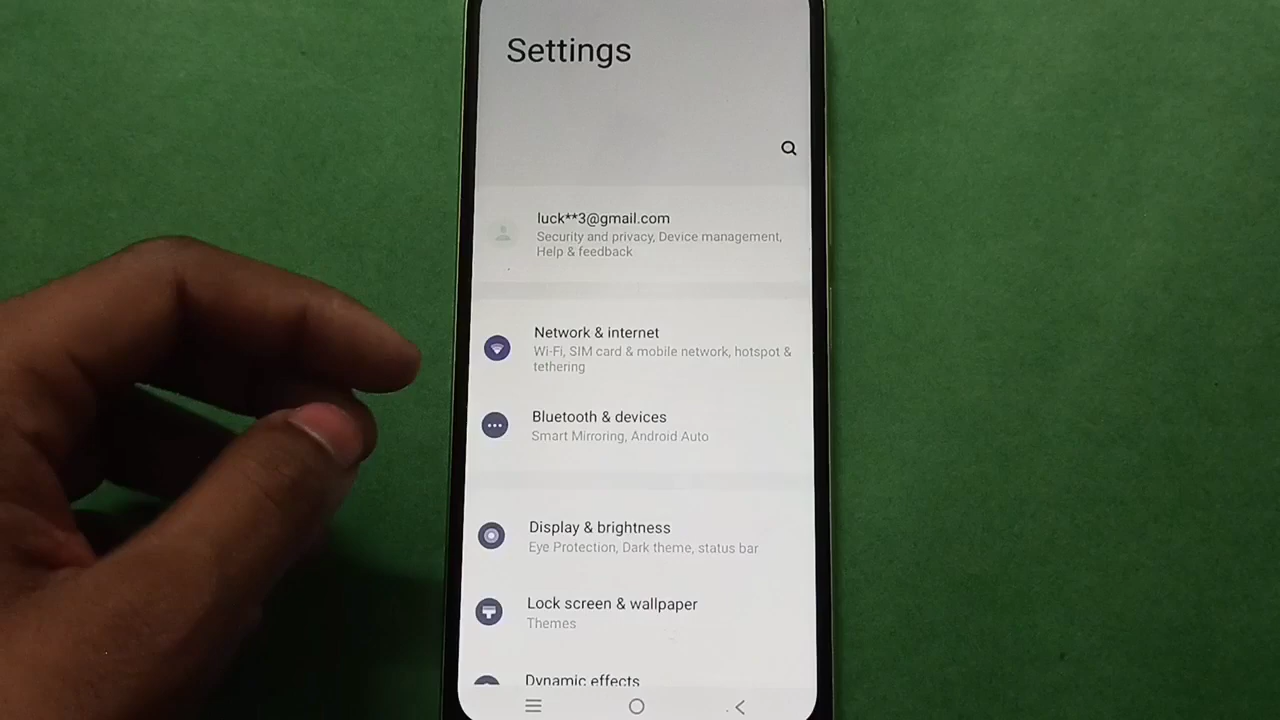 Settings
luck**3@gmail.com
Security and privacy, Device management,
Help & feedback
Network & internet
Wi-Fi, SIM card & mobile network, hotspot &
tethering
Bluetooth & devices
Smart Mirroring, Android Auto
Display & brightness
Eye Protection, Dark theme, status bar
Lock screen & wallpaper
Themes
Dynamic effects